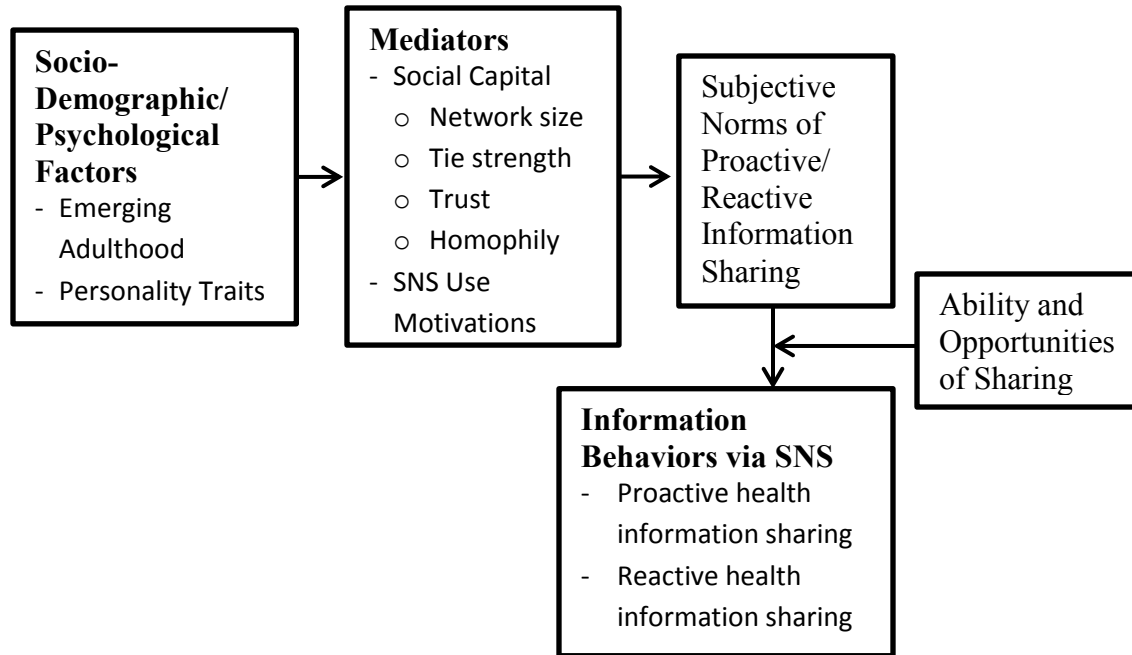 Socio-
Demographic/
Psychological
Factors
- Emerging
Adulthood
- Personality Traits
Mediators
- Social Capital
o Network size
o Tie strength
o Trust
o Homophily
- SNS Use
Motivations
Subjective
Norms of
Proactive/
Reactive
Information
Sharing
Ability and
Opportunities
of Sharing
Information
Behaviors via SNS
- Proactive health
information sharing
- Reactive health
information sharing